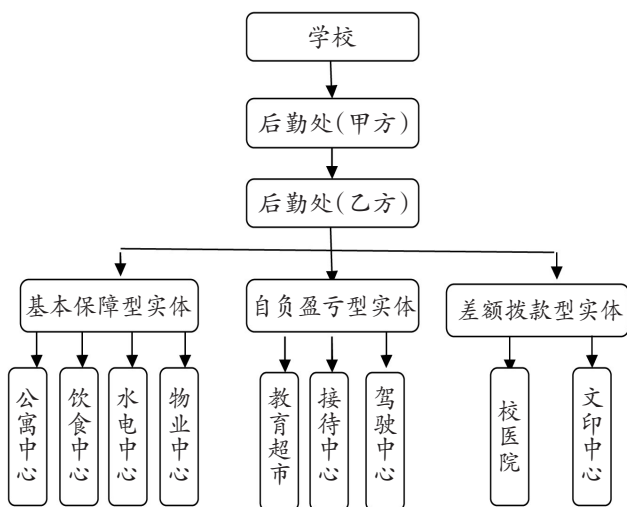 学校
后勤处(甲方)
后勤处(乙方)
基本保障型实体
自负盈亏型实体
差额拨款型实体
公寓中心
饮食中心
水电中心
物业中心
教育超市
接待中心
驾驶中心
校医院
文印中心